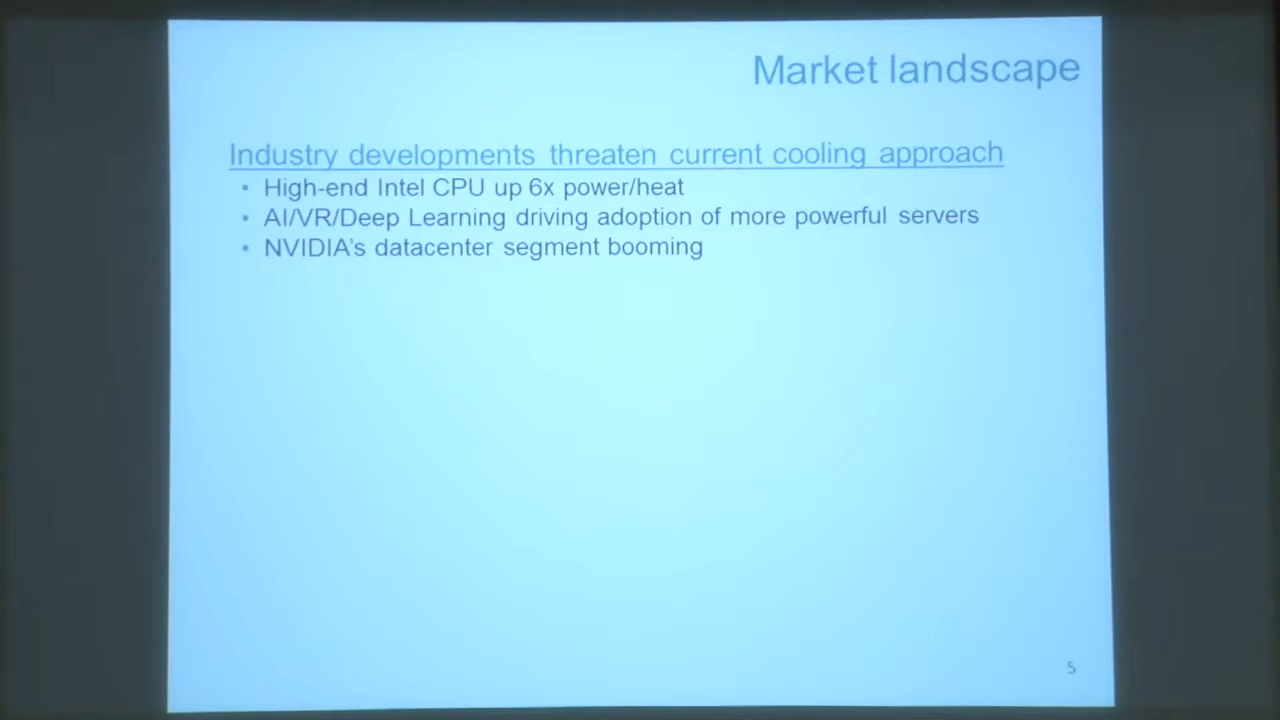 Market landscape
Industry developments threaten current cooling approach
• High-end Intel CPU up 6x power/heat
• AI/VR/Deep Learning driving adoption of more powerful servers
• NVIDIA's datacenter segment booming
5